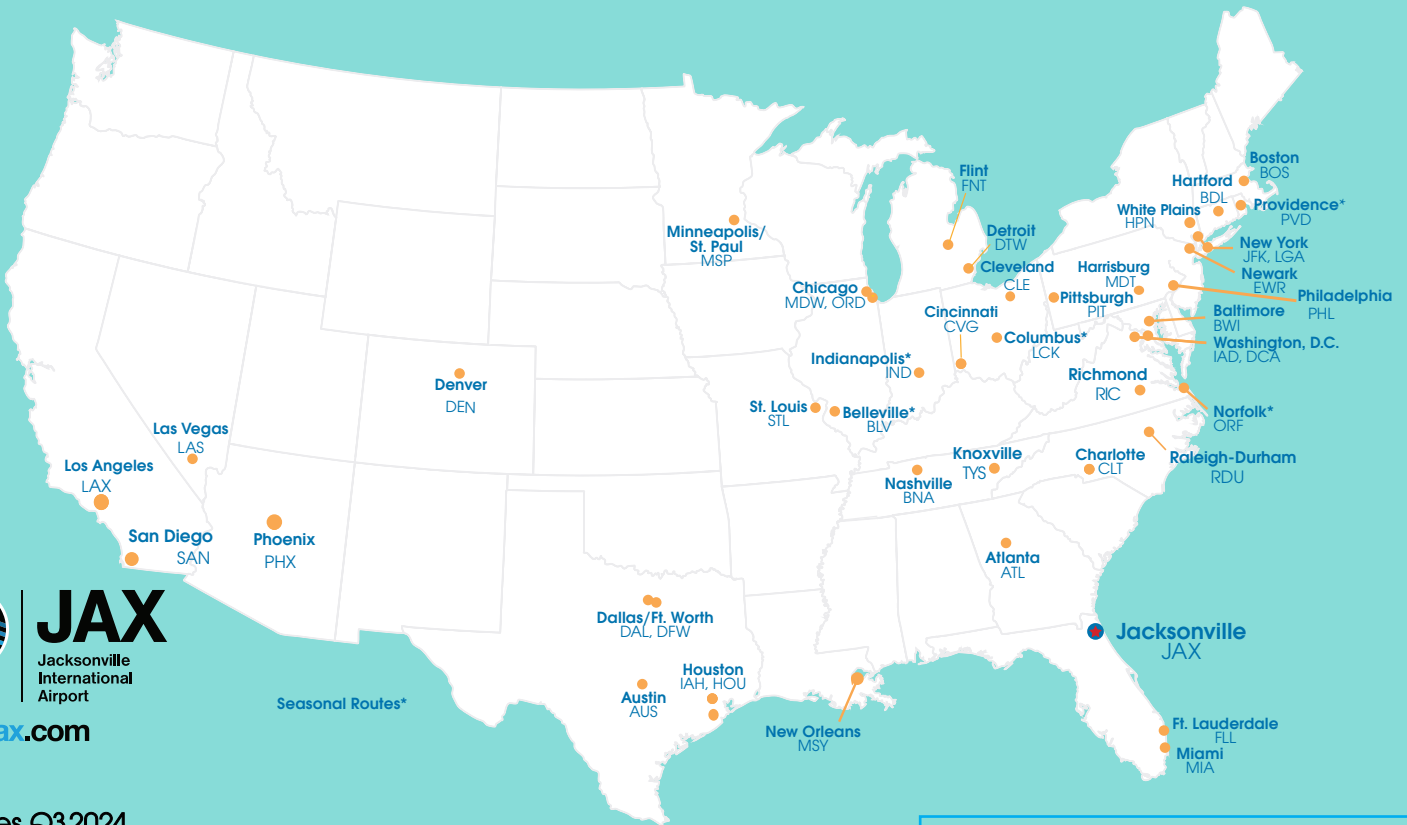 Boston
BOS
Flint
FNT
Hartford
BDL
Providence*
PVD
White Plains
HPN
Minneapolis/
St. Paul
MSP
Detroit
DTW
New York
JFK, LGA
Cleveland
CLE
Harrisburg
MDT
Newark
EWR
Chicago
MDW, ORD
Pittsburgh
PIT
Philadelphia
PHL
Cincinnati
CVG
Baltimore
BWI
Columbus*
LCK
Washington, D.C.
IAD, DCA
Indianapolis*
IND
Denver
DEN
Richmond
RIC
St. Louis
STL
Belleville*
BLV
Norfolk*
ORF
Las Vegas
LAS
Knoxville
TYS
Charlotte
CLT
Raleigh-Durham
RDU
Los Angeles
LAX
Nashville
BNA
San Diego
SAN
Phoenix
PHX
Atlanta
ATL
Dallas/Ft. Worth
DAL, DFW
Jacksonville
JAX
JAX
Jacksonville
International
Airport
Houston
IAH, HOU
Austin
AUS
Seasonal Routes*
New Orleans
MSY
Ft. Lauderdale
FLL
Miami
MIA
ax.com
es Q3 2024